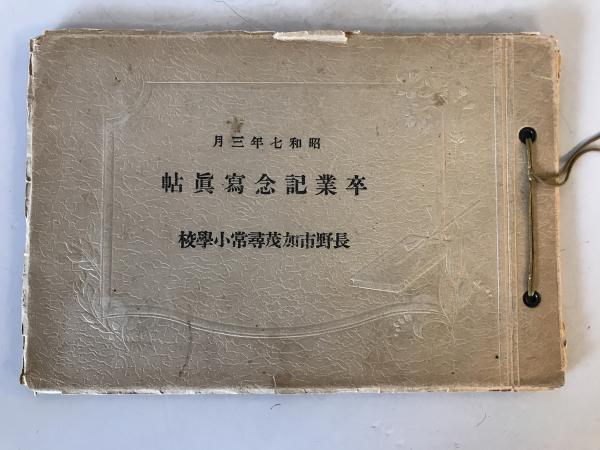 昭和七年三月
卒業記念寫眞帖
長野市加茂尋常小學校